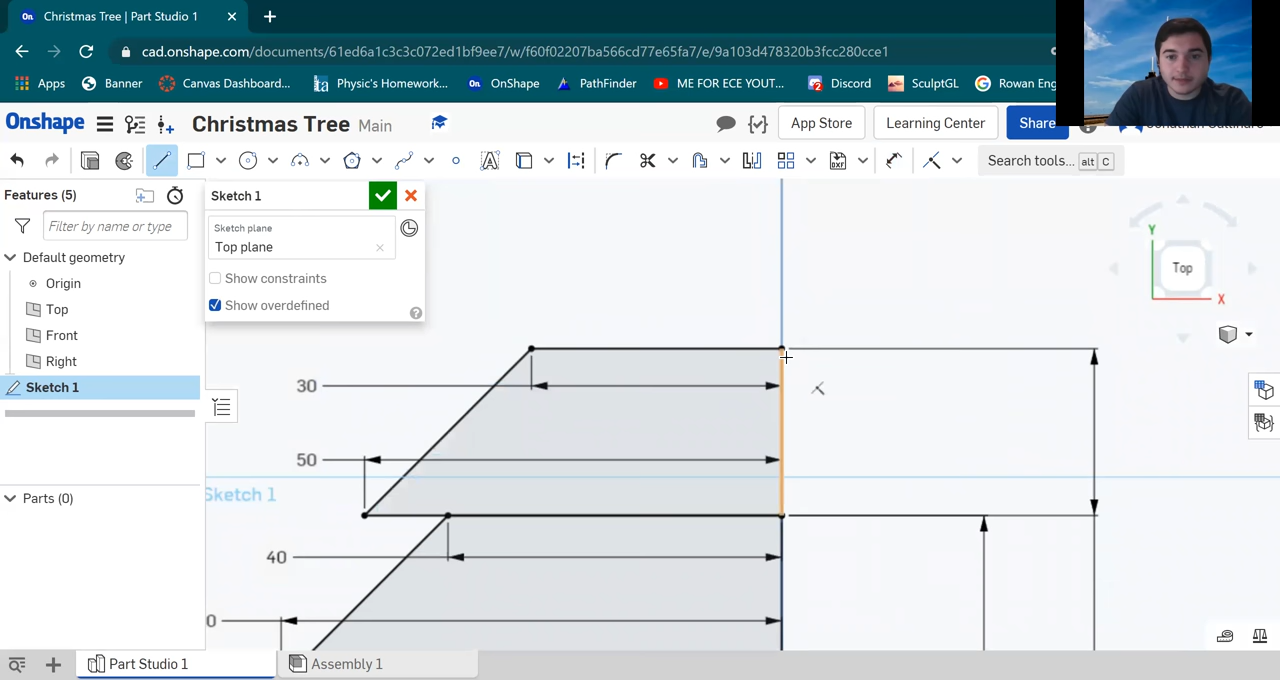 On Christmas Tree | Part Studio 1
cad.onshape.com/documents/61ed6a1c3c3c072ed1bf9ee7/w/f60f02207ba566cd77e65fa7/e/9a103d478320b3fcc280cce1
Apps Banner Canvas Dashboard... Physic's Homework... On OnShape PathFinder ME FOR ECE YOUT... 2 Discord SculptGL Rowan Eng
Onshape Christmas Tree Main App Store Learning Center Share
Search tools... alt C
Features (5)
Filter by name or type
Default geometry
Origin
Top
Front
Right
Sketch 1
Parts (0)
Sketch 1
Sketch plane
Top plane
Show constraints
Show overdefined
Sketch 1
30
50
40
0
Y
Top
X
Part Studio 1 Assembly 1